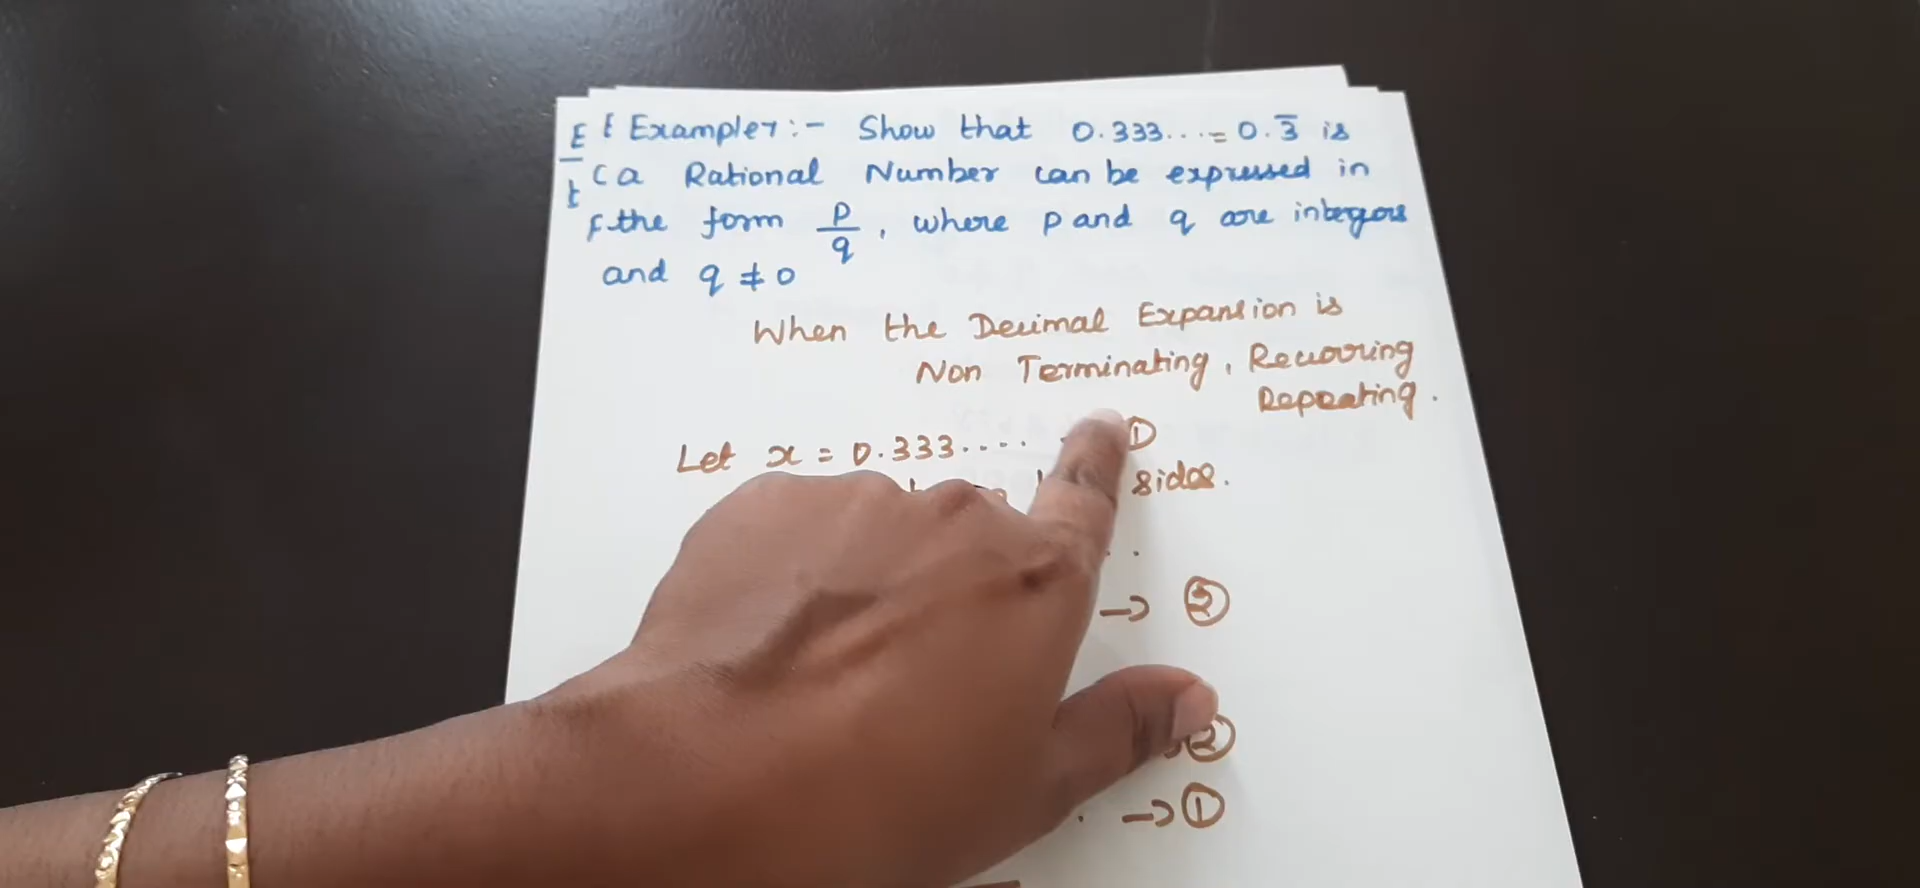 Example 7 :- Show that 0.333.... = 0.3̅ is
a Rational Number can be expressed in
the form p/q , where p and q are integers
and q ≠ 0
When the Decimal Expansion is
Non Terminating, Recurring
Repeating.
Let x = 0.333.... ①
sides.
..
→ ②
②
. → ①